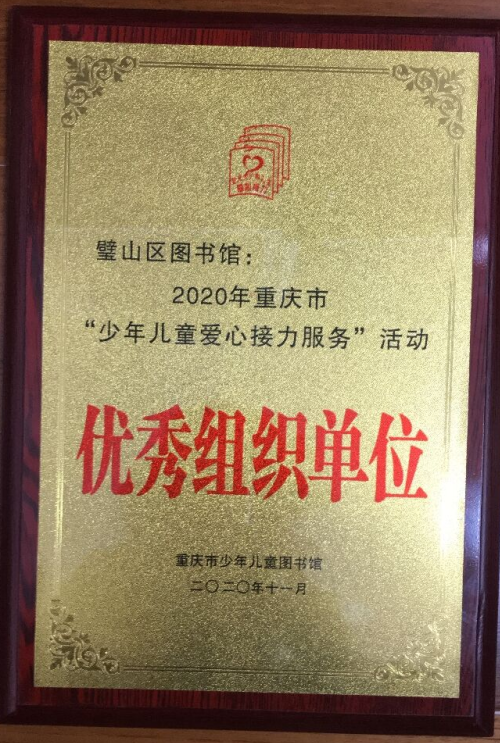 璧山区图书馆：
2020年重庆市
“少年儿童爱心接力服务”活动
优秀组织单位
重庆市少年儿童图书馆
二〇二〇年十一月